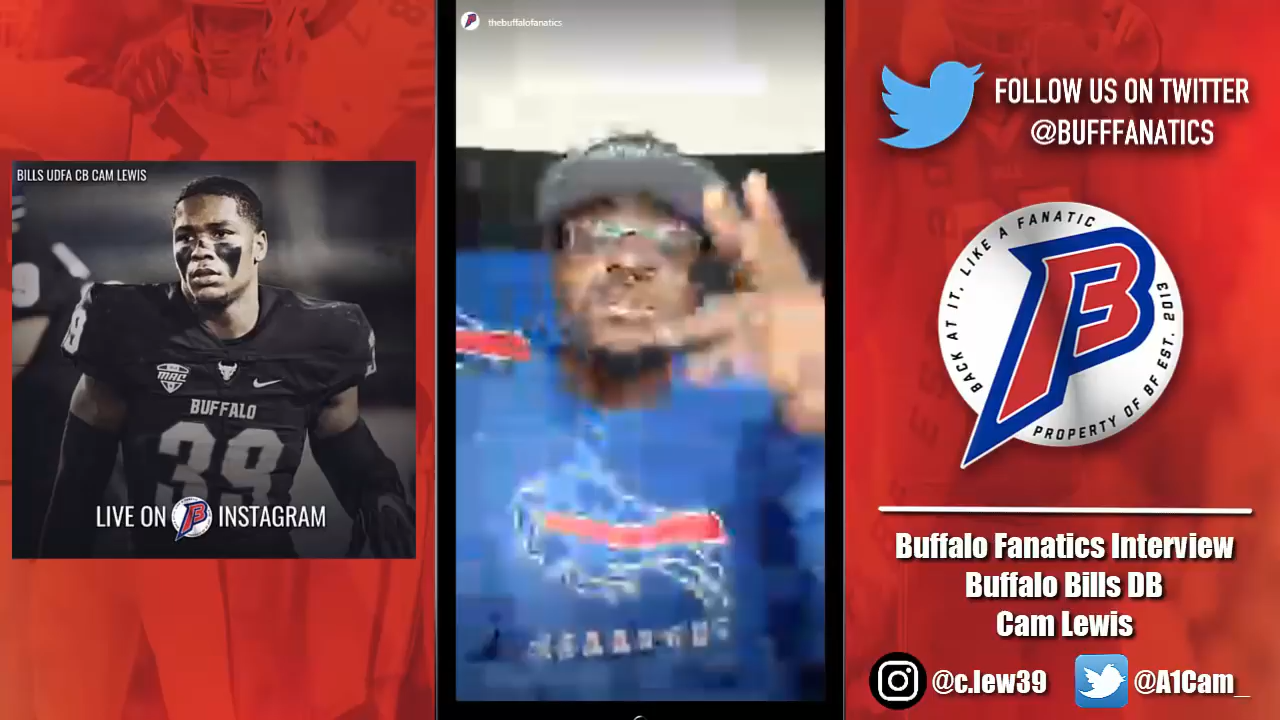 BILLS UDFA CB CAM LEWIS
MAC
BUFFALO
39
LIVE ON INSTAGRAM
thebuffalofanatics
FOLLOW US ON TWITTER
@BUFFFANATICS
BACK AT IT, LIKE A FANATIC
PROPERTY OF BF EST. 2013
Buffalo Fanatics Interview
Buffalo Bills DB
Cam Lewis
@c.lew39
@A1Cam_